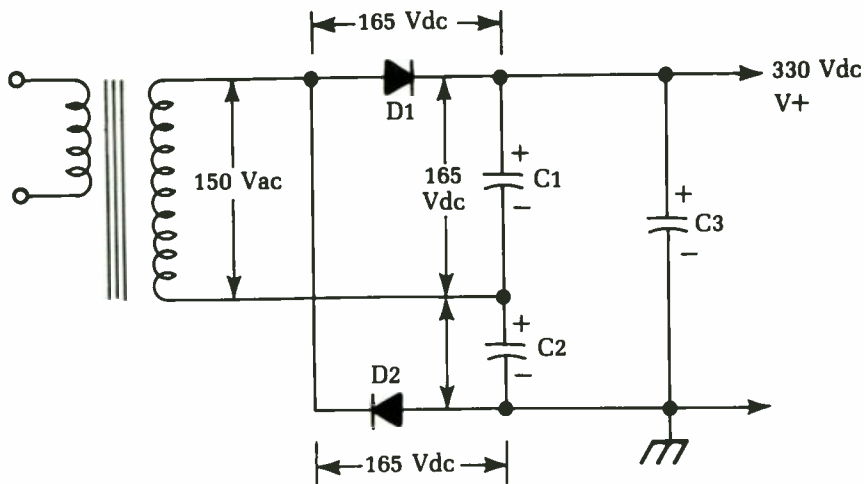 165 Vdc
330 Vdc
V+
D1
150 Vac
165
Vdc
+
C1
−
+
C3
−
+
C2
−
D2
165 Vdc